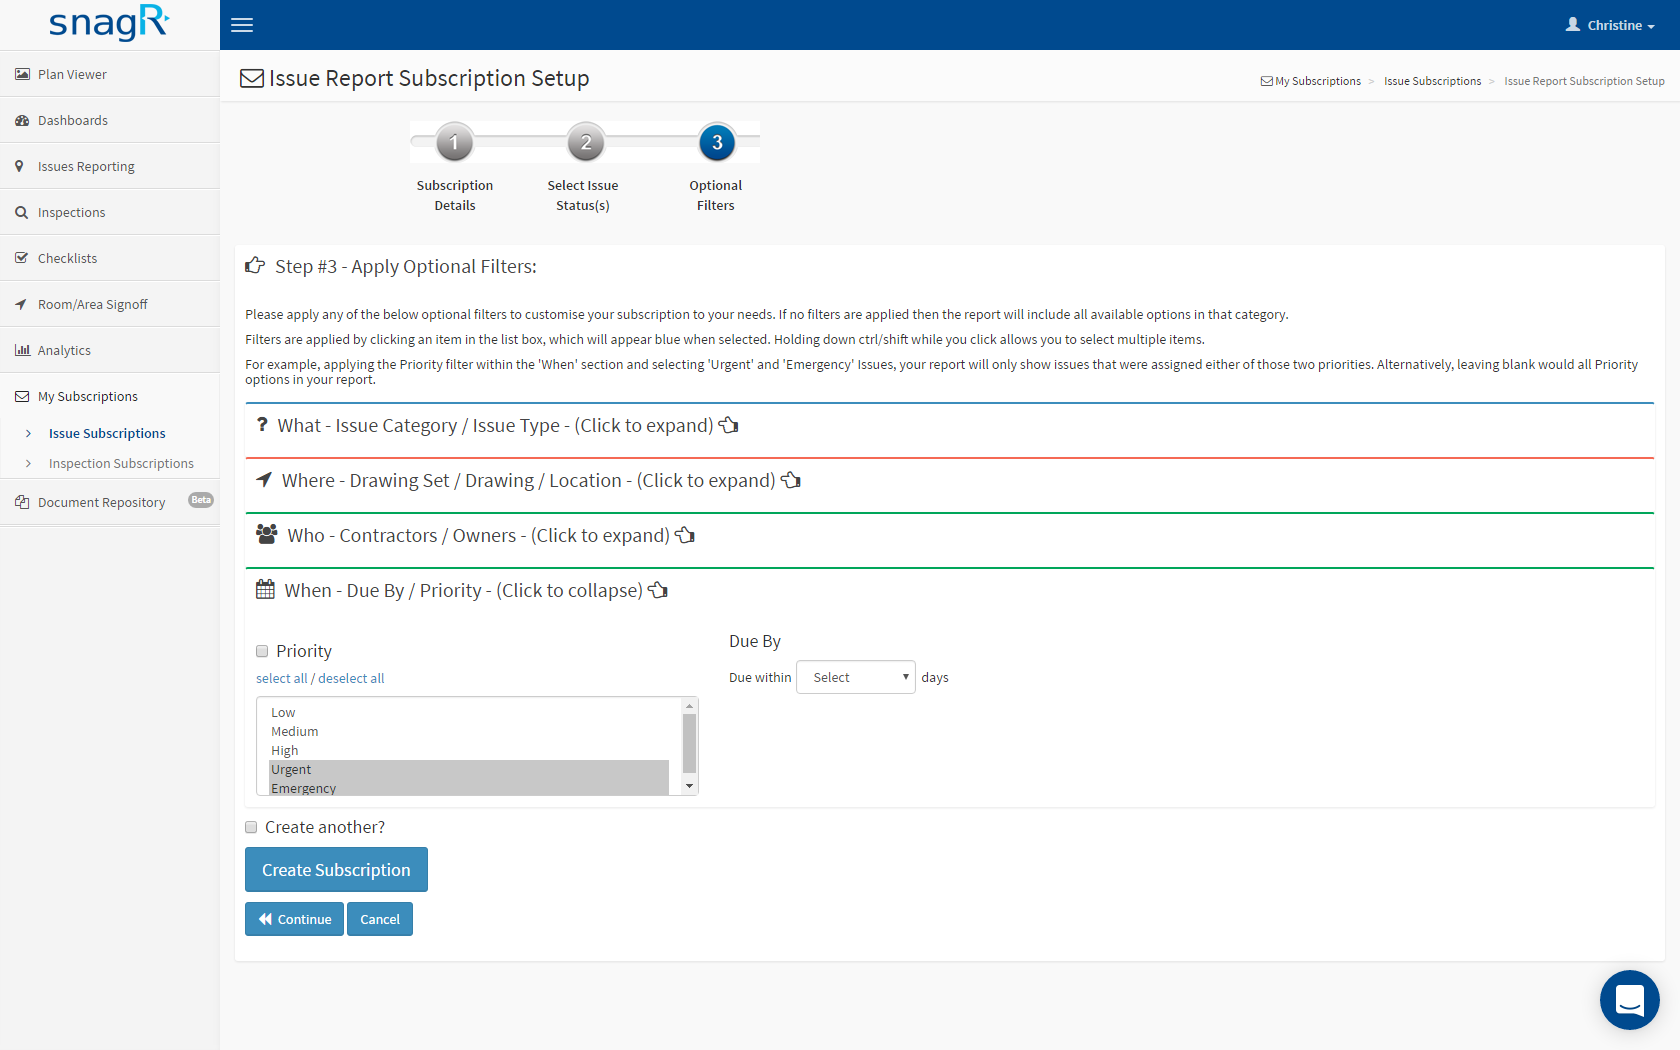 snagR
Christine
Plan Viewer
Dashboards
Issues Reporting
Inspections
Checklists
Room/Area Signoff
Analytics
My Subscriptions
Issue Subscriptions
Inspection Subscriptions
Document Repository Beta
Issue Report Subscription Setup
My Subscriptions > Issue Subscriptions > Issue Report Subscription Setup
1 2 3
Subscription Details
Select Issue Status(s)
Optional Filters
Step #3 - Apply Optional Filters:
Please apply any of the below optional filters to customise your subscription to your needs. If no filters are applied then the report will include all available options in that category.
Filters are applied by clicking an item in the list box, which will appear blue when selected. Holding down ctrl/shift while you click allows you to select multiple items.
For example, applying the Priority filter within the 'When' section and selecting 'Urgent' and 'Emergency' Issues, your report will only show issues that were assigned either of those two priorities. Alternatively, leaving blank would all Priority
options in your report.
? What - Issue Category / Issue Type - (Click to expand)
Where - Drawing Set / Drawing / Location - (Click to expand)
Who - Contractors / Owners - (Click to expand)
When - Due By / Priority - (Click to collapse)
Priority
select all / deselect all
Low
Medium
High
Urgent
Emergency
Due By
Due within Select days
Create another?
Create Subscription
Continue
Cancel